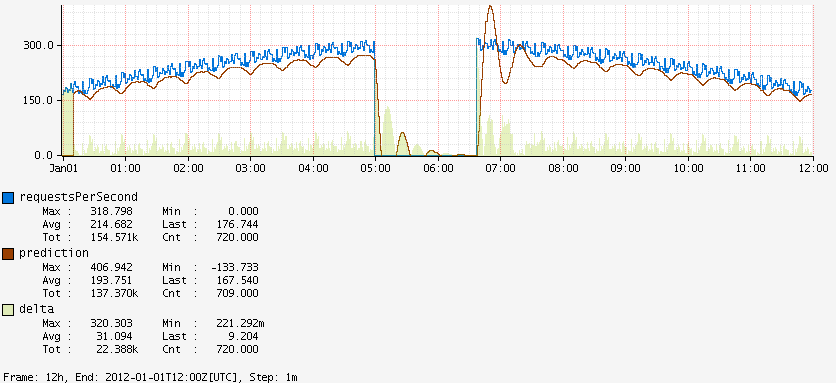 300.0
150.0
0.0
Jan01 01:00 02:00 03:00 04:00 05:00 06:00 07:00 08:00 09:00 10:00 11:00 12:00
requestsPerSecond
Max : 318.798 Min : 0.000
Avg : 214.682 Last : 176.744
Tot : 154.571k Cnt : 720.000
prediction
Max : 406.942 Min : -133.733
Avg : 193.751 Last : 167.540
Tot : 137.370k Cnt : 709.000
delta
Max : 320.303 Min : 221.292m
Avg : 31.094 Last : 9.204
Tot : 22.388k Cnt : 720.000
Frame: 12h, End: 2012-01-01T12:00Z[UTC], Step: 1m